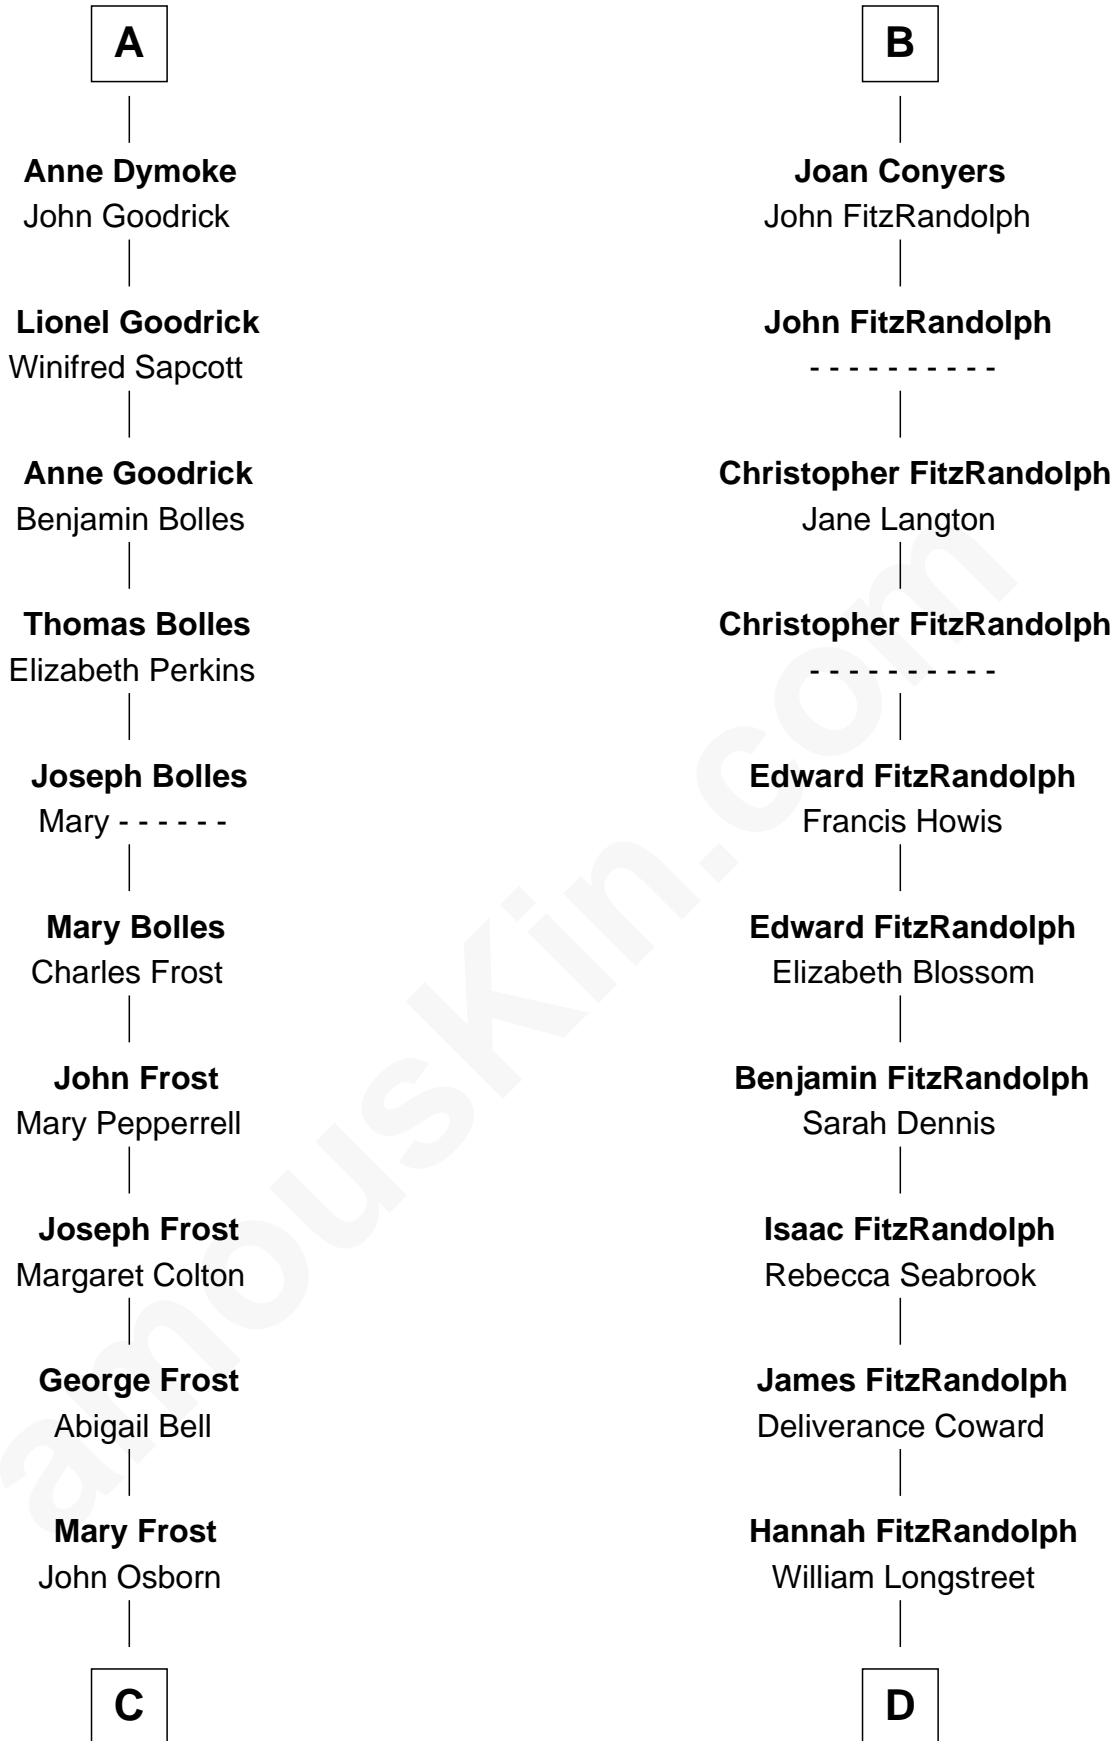 A
Anne Dymoke
John Goodrick
Lionel Goodrick
Winifred Sapcott
Anne Goodrick
Benjamin Bolles
Thomas Bolles
Elizabeth Perkins
Joseph Bolles
Mary - - - - - -
Mary Bolles
Charles Frost
John Frost
Mary Pepperrell
Joseph Frost
Margaret Colton
George Frost
Abigail Bell
Mary Frost
John Osborn
C
B
Joan Conyers
John FitzRandolph
John FitzRandolph
- - - - - - - - - -
Christopher FitzRandolph
Jane Langton
Christopher FitzRandolph
- - - - - - - - - -
Edward FitzRandolph
Francis Howis
Edward FitzRandolph
Elizabeth Blossom
Benjamin FitzRandolph
Sarah Dennis
Isaac FitzRandolph
Rebecca Seabrook
James FitzRandolph
Deliverance Coward
Hannah FitzRandolph
William Longstreet
D
amouskin.com